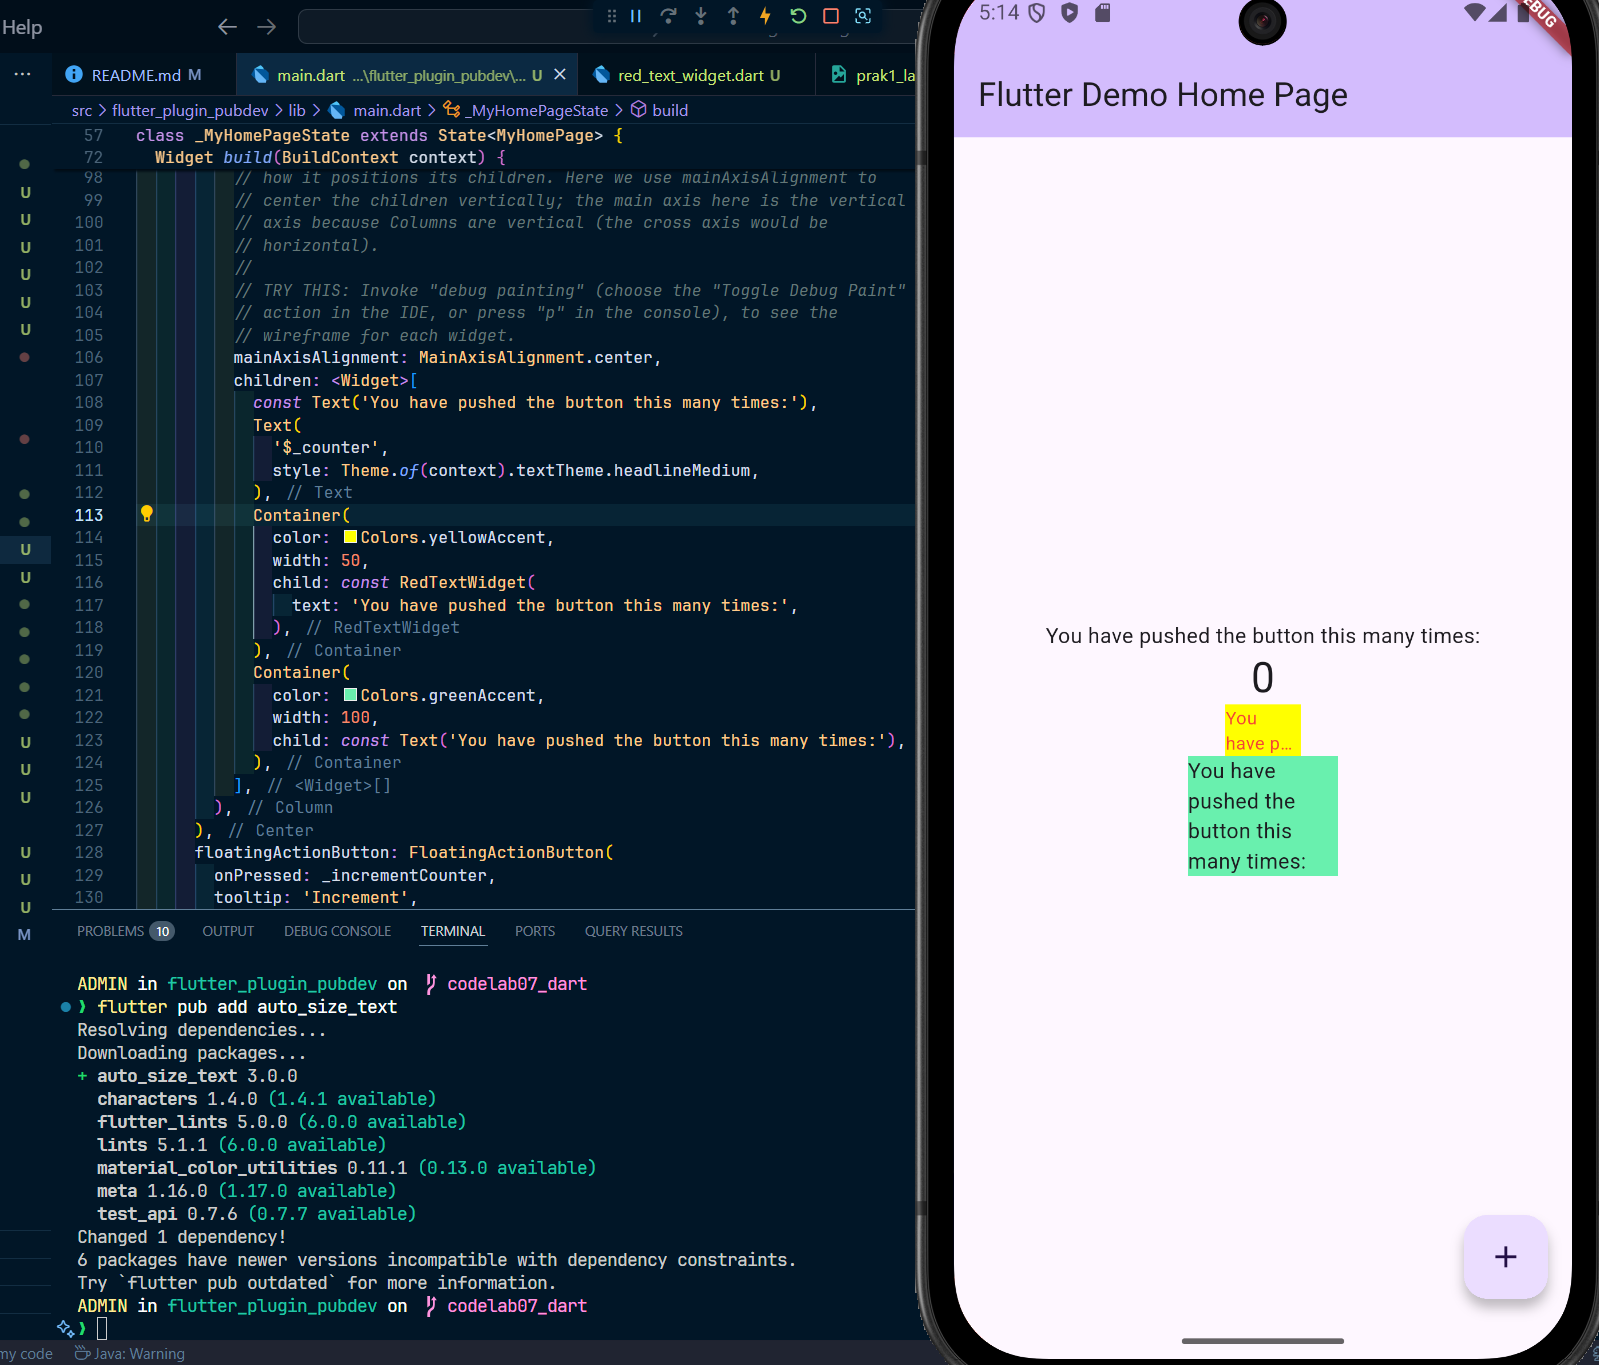 Help
README.md M
main.dart ...\flutter_plugin_pubdev\... U
red_text_widget.dart U
prak1_la
src > flutter_plugin_pubdev > lib > main.dart > _MyHomePageState > build
57 class _MyHomePageState extends State<MyHomePage> {
72 Widget build(BuildContext context) {
98 // how it positions its children. Here we use mainAxisAlignment to
99 // center the children vertically; the main axis here is the vertical
100 // axis because Columns are vertical (the cross axis would be
101 // horizontal).
102 //
103 // TRY THIS: Invoke "debug painting" (choose the "Toggle Debug Paint"
104 // action in the IDE, or press "p" in the console), to see the
105 // wireframe for each widget.
106 mainAxisAlignment: MainAxisAlignment.center,
107 children: <Widget>[
108 const Text('You have pushed the button this many times:'),
109 Text(
110 '$_counter',
111 style: Theme.of(context).textTheme.headlineMedium,
112 ), // Text
113 Container(
114 color: Colors.yellowAccent,
115 width: 50,
116 child: const RedTextWidget(
117 text: 'You have pushed the button this many times:',
118 ), // RedTextWidget
119 ), // Container
120 Container(
121 color: Colors.greenAccent,
122 width: 100,
123 child: const Text('You have pushed the button this many times:'),
124 ), // Container
125 ], // <Widget>[]
126 ), // Column
127 ), // Center
128 floatingActionButton: FloatingActionButton(
129 onPressed: _incrementCounter,
130 tooltip: 'Increment',
U
U
U
U
U
U
U
U
U
U
U
U
U
U
M
PROBLEMS 10 OUTPUT DEBUG CONSOLE TERMINAL PORTS QUERY RESULTS
ADMIN in flutter_plugin_pubdev on codelab07_dart
❯ flutter pub add auto_size_text
Resolving dependencies...
Downloading packages...
+ auto_size_text 3.0.0
characters 1.4.0 (1.4.1 available)
flutter_lints 5.0.0 (6.0.0 available)
lints 5.1.1 (6.0.0 available)
material_color_utilities 0.11.1 (0.13.0 available)
meta 1.16.0 (1.17.0 available)
test_api 0.7.6 (0.7.7 available)
Changed 1 dependency!
6 packages have newer versions incompatible with dependency constraints.
Try `flutter pub outdated` for more information.
ADMIN in flutter_plugin_pubdev on codelab07_dart
❯
my code Java: Warning
5:14
EBUG
Flutter Demo Home Page
You have pushed the button this many times:
0
You
have p...
You have
pushed the
button this
many times:
+